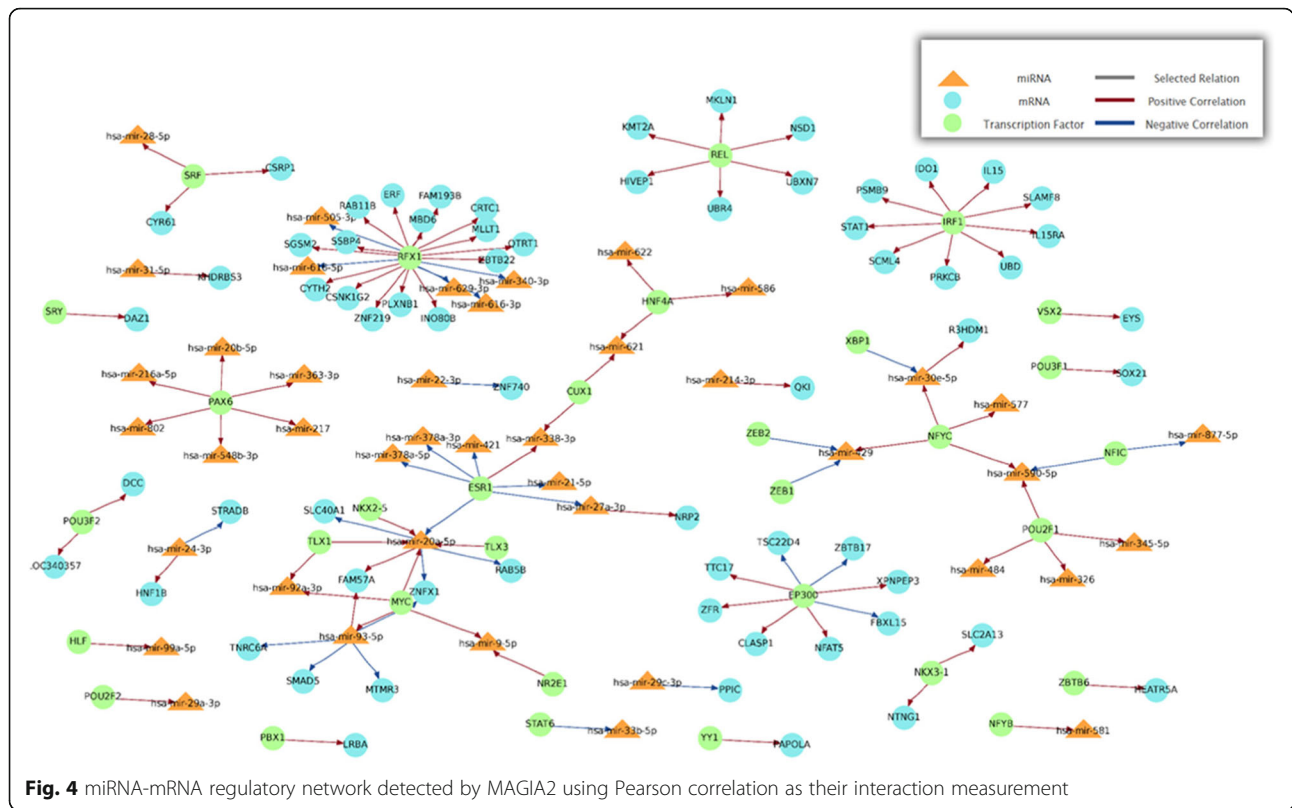 miRNA
Selected Relation
mRNA
Positive Correlation
Transcription Factor
Negative Correlation
hsa-mir-28-5p
SRF
CSRP1
CYR61
hsa-mir-31-5p
KHDRBS3
SRY
DAZ1
hsa-mir-505-3p
RAB11B
ERF
FAM193B
MBD6
CRTC1
MLLT1
SGSM2
SSBP4
QTRT1
RFX1
ZBTB22
hsa-mir-616-5p
hsa-mir-340-3p
CYTH2
hsa-mir-629-3p
CSNK1G2
PLXNB1
hsa-mir-616-3p
ZNF219
INO80B
MKLN1
KMT2A
NSD1
REL
HIVEP1
UBXN7
UBR4
IDO1
IL15
PSMB9
SLAMF8
STAT1
IRF1
IL15RA
SCML4
UBD
PRKCB
hsa-mir-622
hsa-mir-586
HNF4A
hsa-mir-621
CUX1
hsa-mir-338-3p
VSX2
EYS
POU3F1
SOX21
XBP1
R3HDM1
hsa-mir-30e-5p
hsa-mir-577
NFYC
ZEB2
hsa-mir-429
ZEB1
hsa-mir-590-5p
NFIC
hsa-mir-877-5p
POU2F1
hsa-mir-345-5p
hsa-mir-484
hsa-mir-326
hsa-mir-20b-5p
hsa-mir-216a-5p
hsa-mir-363-3p
PAX6
hsa-mir-802
hsa-mir-217
hsa-mir-548b-3p
hsa-mir-22-3p
ZNF740
hsa-mir-214-3p
QKI
hsa-mir-378a-3p
hsa-mir-421
hsa-mir-378a-5p
ESR1
hsa-mir-21-5p
hsa-mir-27a-3p
NRP2
DCC
POU3F2
LOC340357
STRADB
hsa-mir-24-3p
HNF1B
SLC40A1
NKX2-5
TLX1
hsa-mir-20a-5p
TLX3
RAB5B
hsa-mir-92a-3p
FAM57A
ZNFX1
MYC
hsa-mir-93-5p
hsa-mir-9-5p
SMAD5
MTMR3
NR2E1
HLF
hsa-mir-99a-5p
POU2F2
hsa-mir-29a-3p
PBX1
LRBA
hsa-mir-29c-3p
PPIC
STAT6
hsa-mir-33b-5p
YY1
PAPOLA
TSC22D4
ZBTB17
TTC17
XPNPEP3
EP300
ZFR
FBXL15
CLASP1
NFAT5
SLC2A13
NKX3-1
NTNG1
ZBTB6
HEATR5A
NFYB
hsa-mir-581
Fig. 4 miRNA-mRNA regulatory network detected by MAGIA2 using Pearson correlation as their interaction measurement